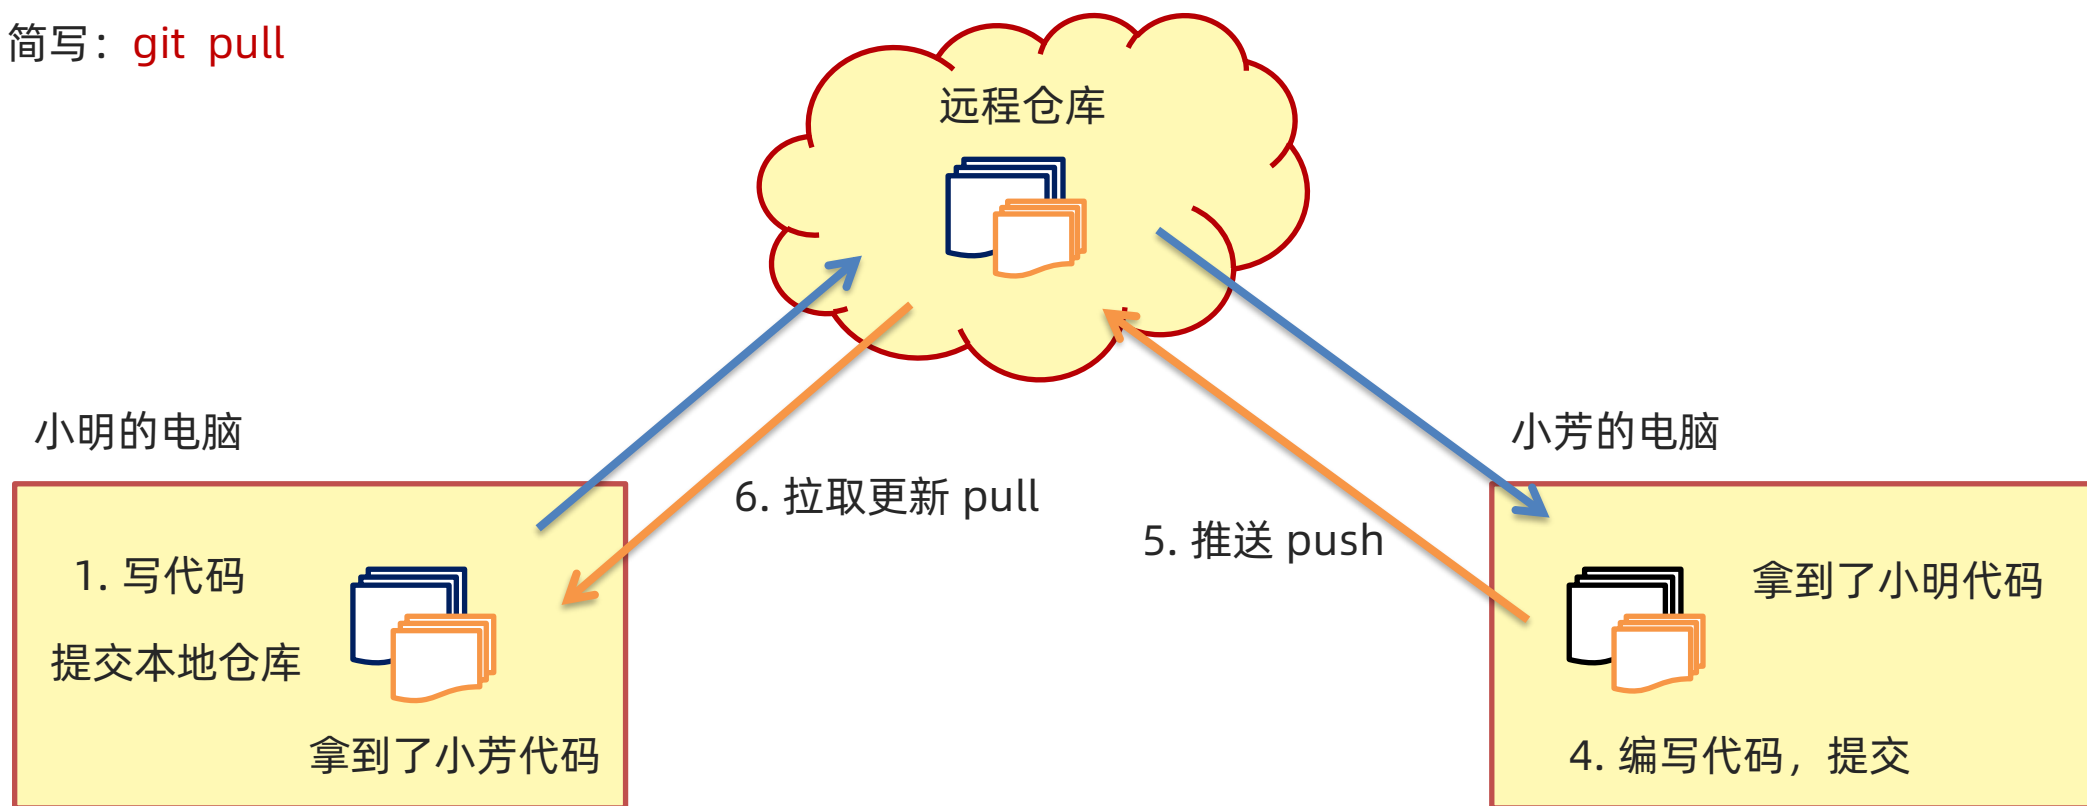 简写：git pull
远程仓库
小明的电脑
小芳的电脑
6. 拉取更新 pull
5. 推送 push
1. 写代码
提交本地仓库
拿到了小芳代码
拿到了小明代码
4. 编写代码，提交